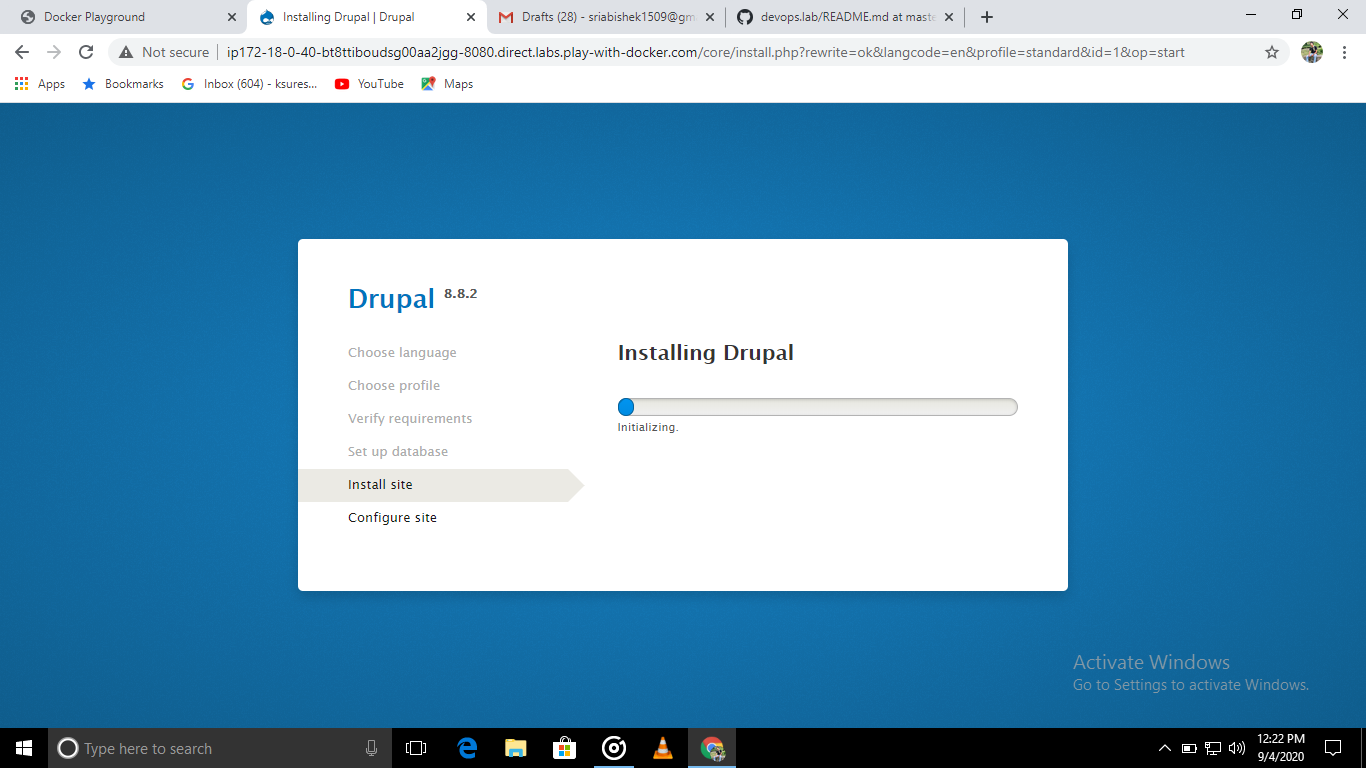 Docker Playground
Installing Drupal | Drupal
Drafts (28) - sriabishek1509@gm
devops.lab/README.md at maste
Not secure
ip172-18-0-40-bt8ttiboudsg00aa2jgg-8080.direct.labs.play-with-docker.com/core/install.php?rewrite=ok&langcode=en&profile=standard&id=1&op=start
Apps
Bookmarks
Inbox (604) - ksures...
YouTube
Maps
Drupal 8.8.2
Choose language
Choose profile
Verify requirements
Set up database
Install site
Configure site
Installing Drupal
Initializing.
Activate Windows
Go to Settings to activate Windows.
Type here to search
12:22 PM
9/4/2020